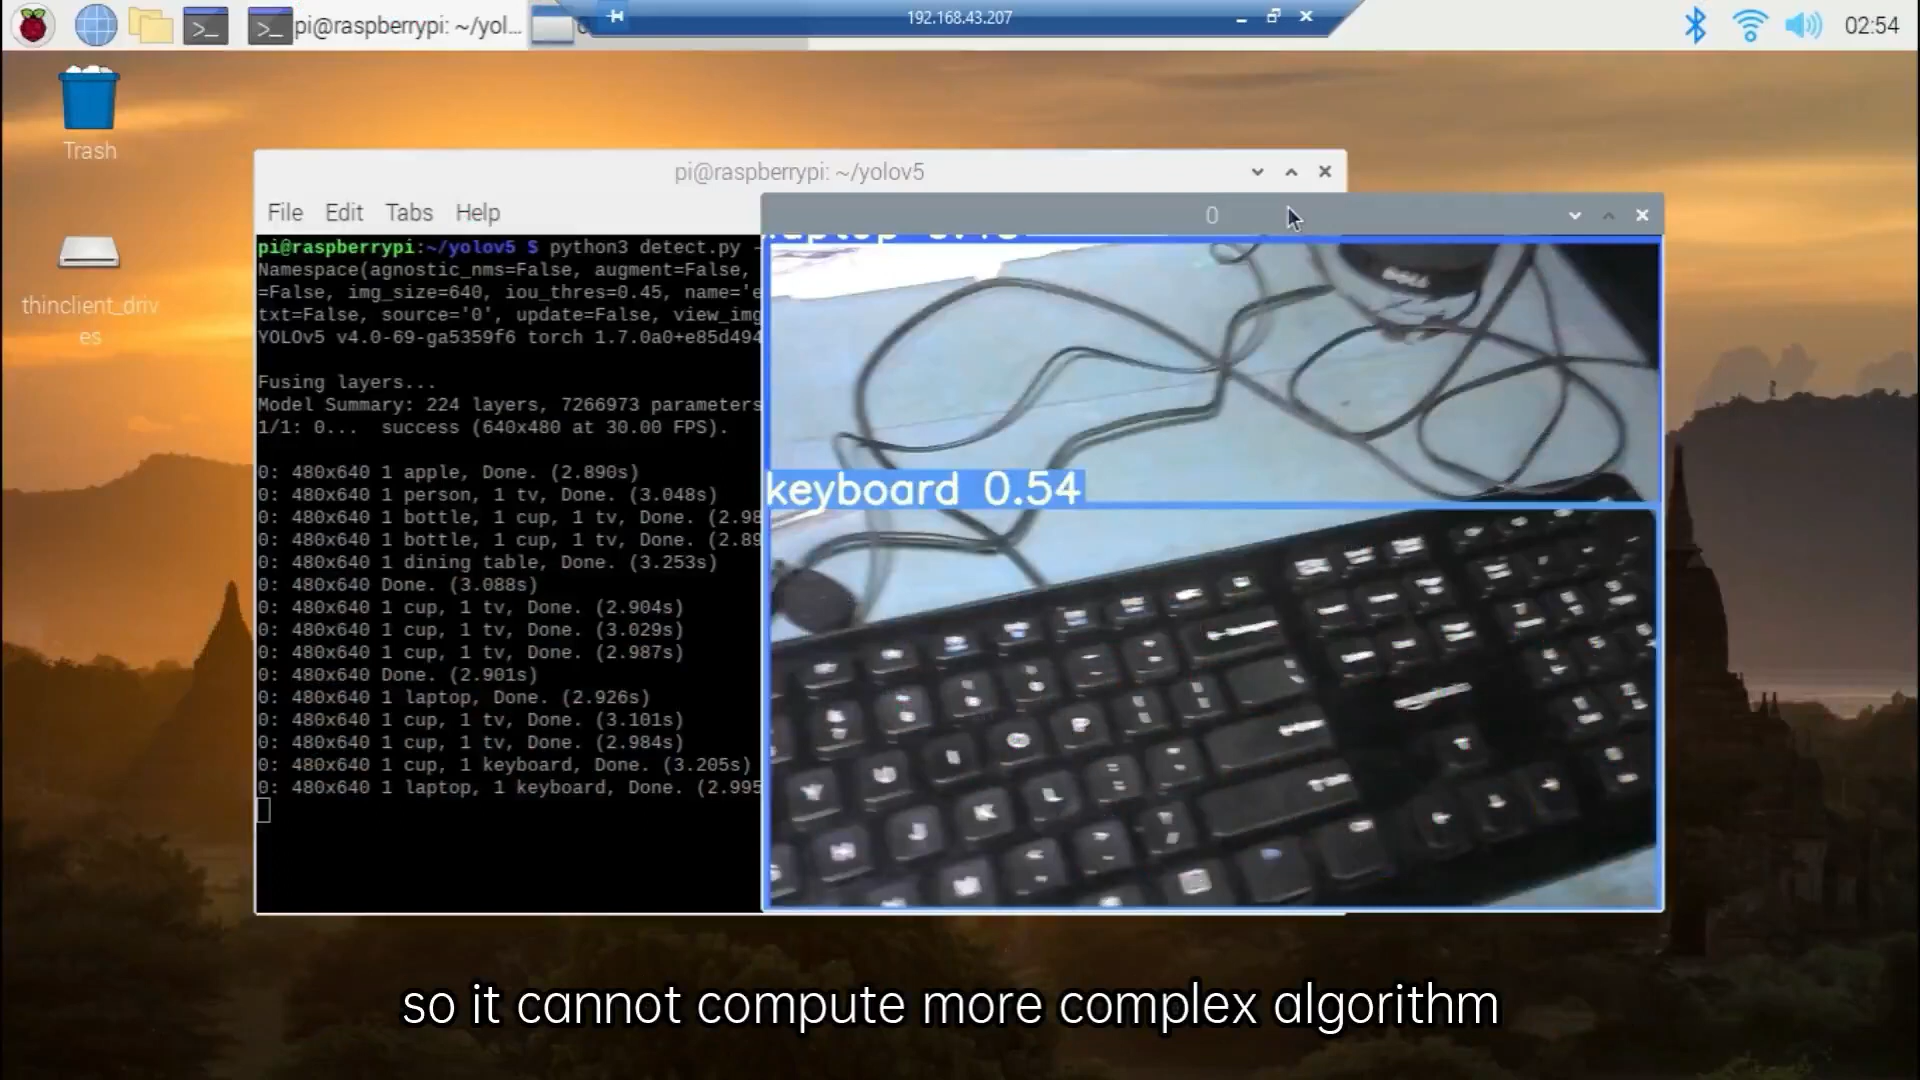 pi@raspberrypi: ~/yol...
192.168.43.207
02:54
Trash
thinclient_driv
es
pi@raspberrypi: ~/yolov5
File Edit Tabs Help
0
pi@raspberrypi:~/yolov5 $ python3 detect.py -
Namespace(agnostic_nms=False, augment=False,
=False, img_size=640, iou_thres=0.45, name='e
txt=False, source='0', update=False, view_img
YOLOv5 v4.0-69-ga5359f6 torch 1.7.0a0+e85d494
Fusing layers...
Model Summary: 224 layers, 7266973 parameters
1/1: 0... success (640x480 at 30.00 FPS).
0: 480x640 1 apple, Done. (2.890s)
0: 480x640 1 person, 1 tv, Done. (3.048s)
0: 480x640 1 bottle, 1 cup, 1 tv, Done. (2.98
0: 480x640 1 bottle, 1 cup, 1 tv, Done. (2.89
0: 480x640 1 dining table, Done. (3.253s)
0: 480x640 Done. (3.088s)
0: 480x640 1 cup, 1 tv, Done. (2.904s)
0: 480x640 1 cup, 1 tv, Done. (3.029s)
0: 480x640 1 cup, 1 tv, Done. (2.987s)
0: 480x640 Done. (2.901s)
0: 480x640 1 laptop, Done. (2.926s)
0: 480x640 1 cup, 1 tv, Done. (3.101s)
0: 480x640 1 cup, 1 tv, Done. (2.984s)
0: 480x640 1 cup, 1 keyboard, Done. (3.205s)
0: 480x640 1 laptop, 1 keyboard, Done. (2.995
keyboard 0.54
so it cannot compute more complex algorithm